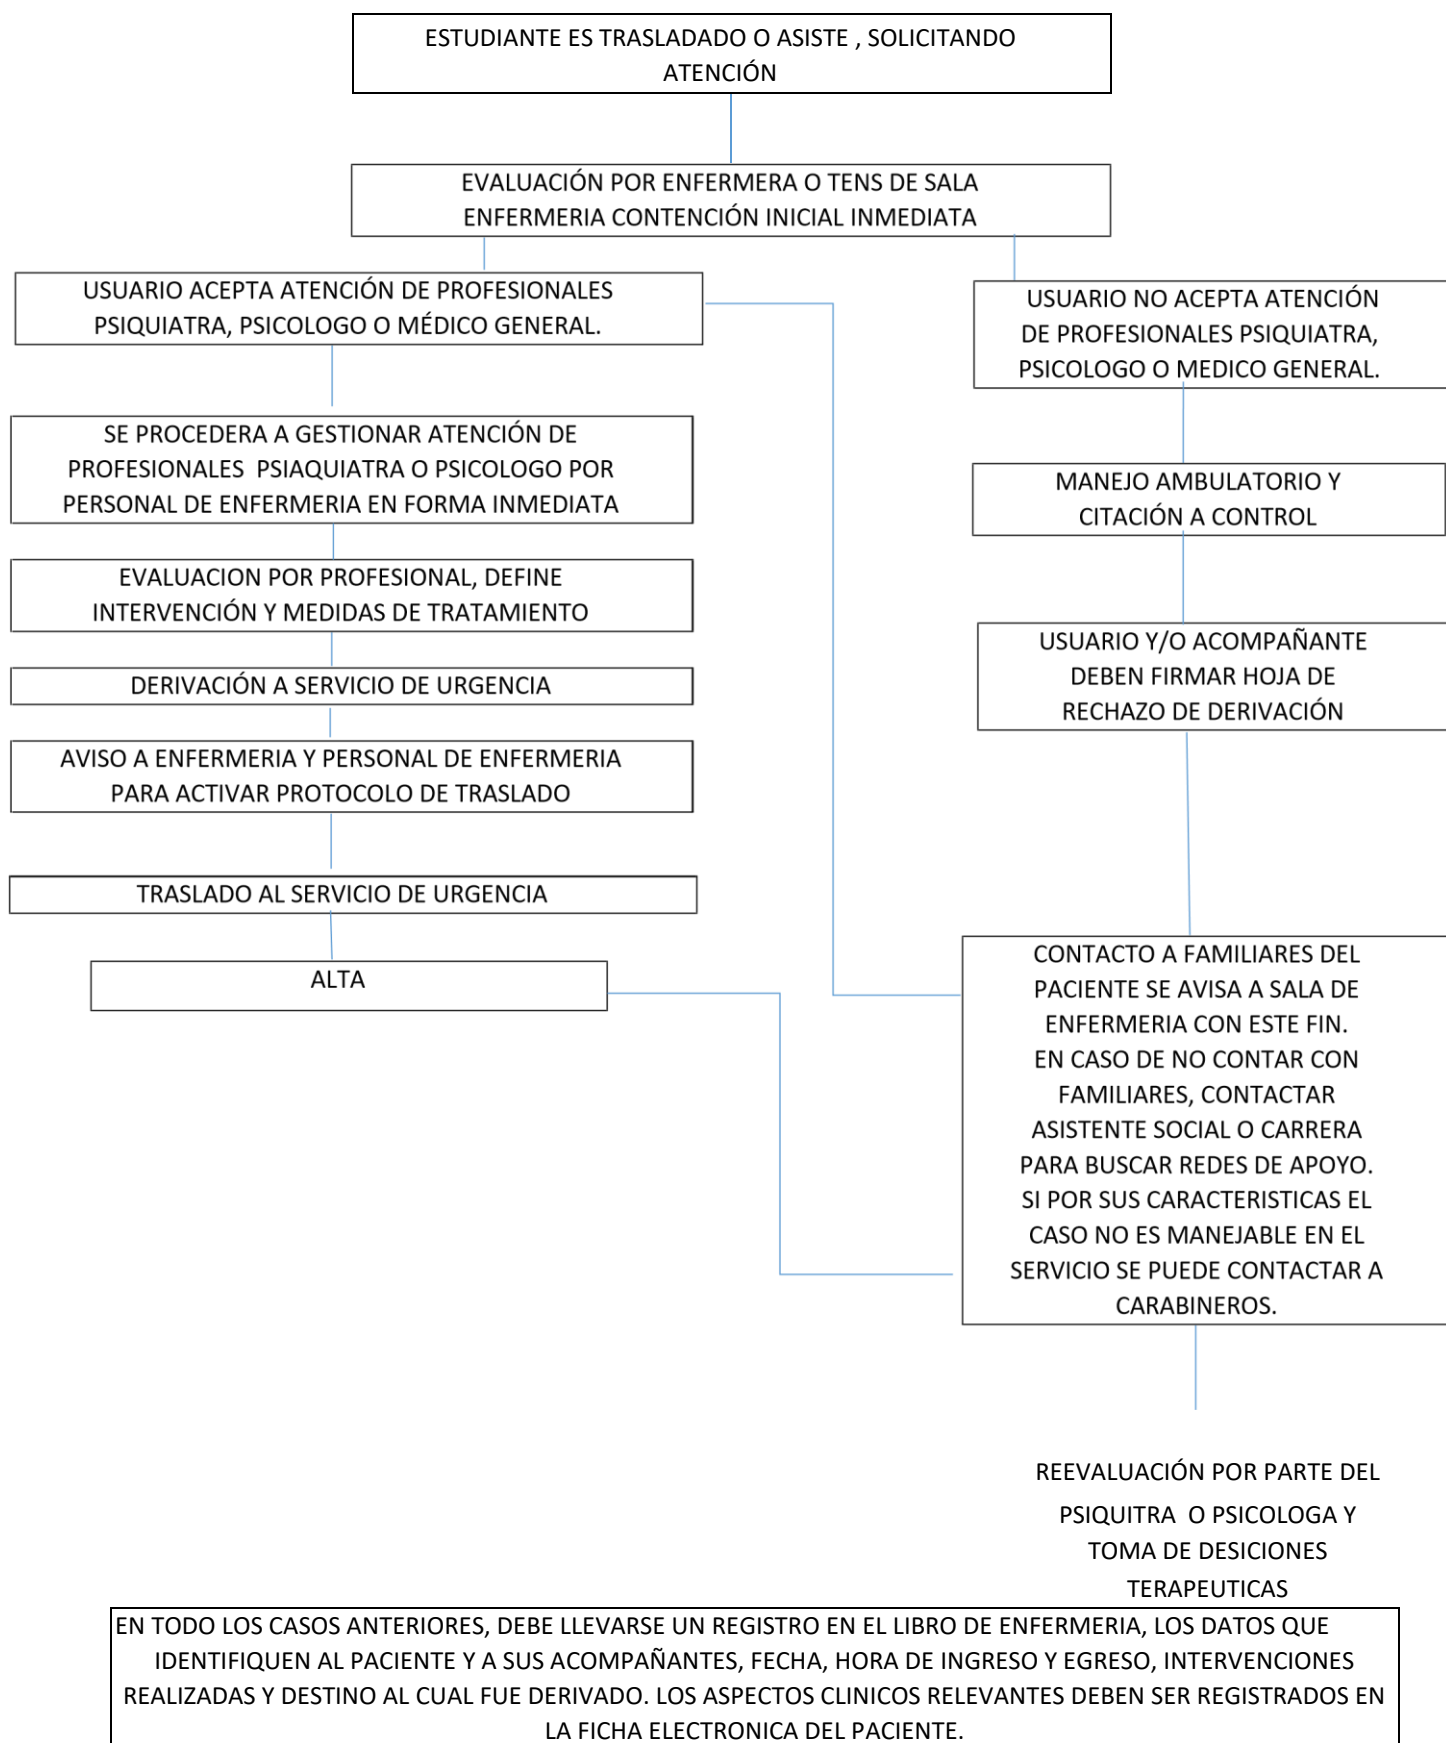 ESTUDIANTE ES TRASLADADO O ASISTE , SOLICITANDO
ATENCIÓN
EVALUACIÓN POR ENFERMERA O TENS DE SALA
ENFERMERIA CONTENCIÓN INICIAL INMEDIATA
USUARIO ACEPTA ATENCIÓN DE PROFESIONALES
PSIQUIATRA, PSICOLOGO O MÉDICO GENERAL.
SE PROCEDERA A GESTIONAR ATENCIÓN DE
PROFESIONALES  PSIAQUIATRA O PSICOLOGO POR
PERSONAL DE ENFERMERIA EN FORMA INMEDIATA
EVALUACION POR PROFESIONAL, DEFINE
INTERVENCIÓN Y MEDIDAS DE TRATAMIENTO
DERIVACIÓN A SERVICIO DE URGENCIA
AVISO A ENFERMERIA Y PERSONAL DE ENFERMERIA
PARA ACTIVAR PROTOCOLO DE TRASLADO
TRASLADO AL SERVICIO DE URGENCIA
ALTA
USUARIO NO ACEPTA ATENCIÓN
DE PROFESIONALES PSIQUIATRA,
PSICOLOGO O MEDICO GENERAL.
MANEJO AMBULATORIO Y
CITACIÓN A CONTROL
USUARIO Y/O ACOMPAÑANTE
DEBEN FIRMAR HOJA DE
RECHAZO DE DERIVACIÓN
CONTACTO A FAMILIARES DEL
PACIENTE SE AVISA A SALA DE
ENFERMERIA CON ESTE FIN.
EN CASO DE NO CONTAR CON
FAMILIARES, CONTACTAR
ASISTENTE SOCIAL O CARRERA
PARA BUSCAR REDES DE APOYO.
SI POR SUS CARACTERISTICAS EL
CASO NO ES MANEJABLE EN EL
SERVICIO SE PUEDE CONTACTAR A
CARABINEROS.
REEVALUACIÓN POR PARTE DEL
PSIQUITRA  O PSICOLOGA Y
TOMA DE DESICIONES
TERAPEUTICAS
EN TODO LOS CASOS ANTERIORES, DEBE LLEVARSE UN REGISTRO EN EL LIBRO DE ENFERMERIA, LOS DATOS QUE
IDENTIFIQUEN AL PACIENTE Y A SUS ACOMPAÑANTES, FECHA, HORA DE INGRESO Y EGRESO, INTERVENCIONES
REALIZADAS Y DESTINO AL CUAL FUE DERIVADO. LOS ASPECTOS CLINICOS RELEVANTES DEBEN SER REGISTRADOS EN
LA FICHA ELECTRONICA DEL PACIENTE.